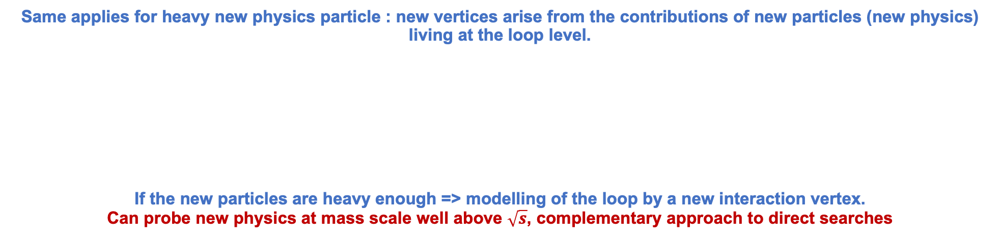 Same applies for heavy new physics particle : new vertices arise from the contributions of new particles (new physics)
living at the loop level.
If the new particles are heavy enough => modelling of the loop by a new interaction vertex.
Can probe new physics at mass scale well above √s, complementary approach to direct searches